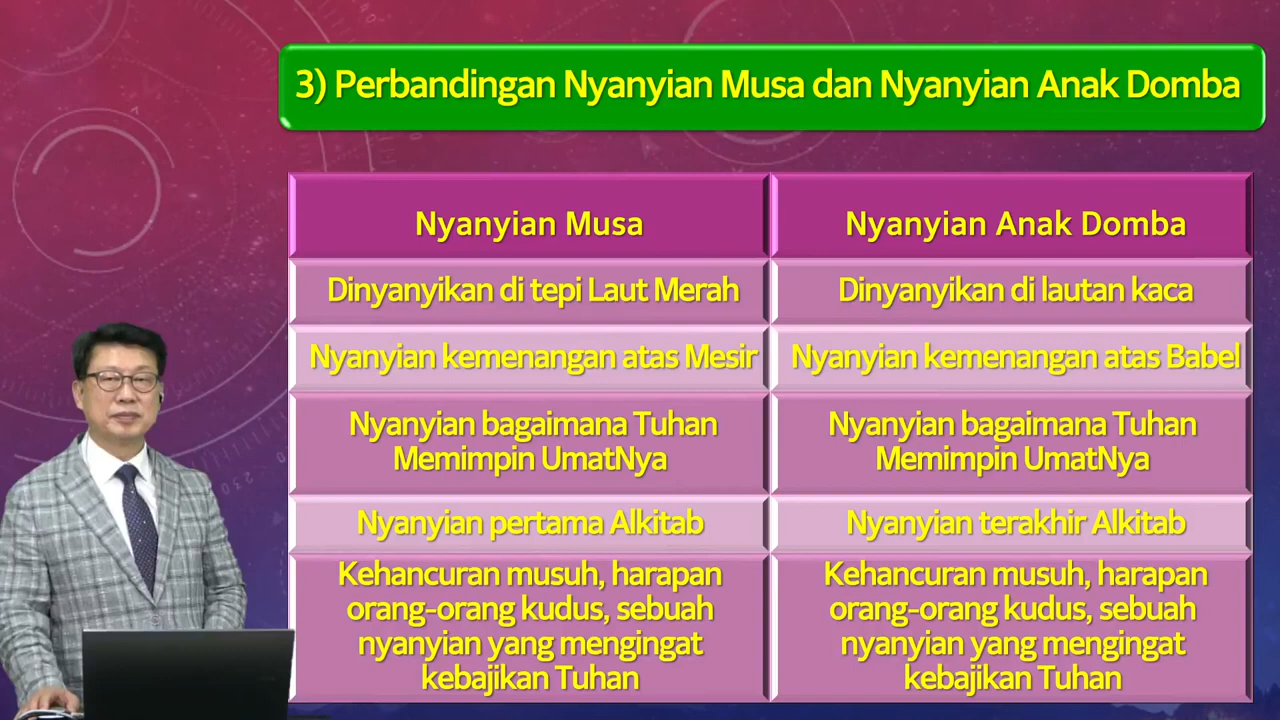 3) Perbandingan Nyanyian Musa dan Nyanyian Anak Domba
Nyanyian Musa
Nyanyian Anak Domba
Dinyanyikan di tepi Laut Merah
Dinyanyikan di lautan kaca
Nyanyian kemenangan atas Mesir
Nyanyian kemenangan atas Babel
Nyanyian bagaimana Tuhan
Memimpin UmatNya
Nyanyian bagaimana Tuhan
Memimpin UmatNya
Nyanyian pertama Alkitab
Nyanyian terakhir Alkitab
Kehancuran musuh, harapan
orang-orang kudus, sebuah
nyanyian yang mengingat
kebajikan Tuhan
Kehancuran musuh, harapan
orang-orang kudus, sebuah
nyanyian yang mengingat
kebajikan Tuhan